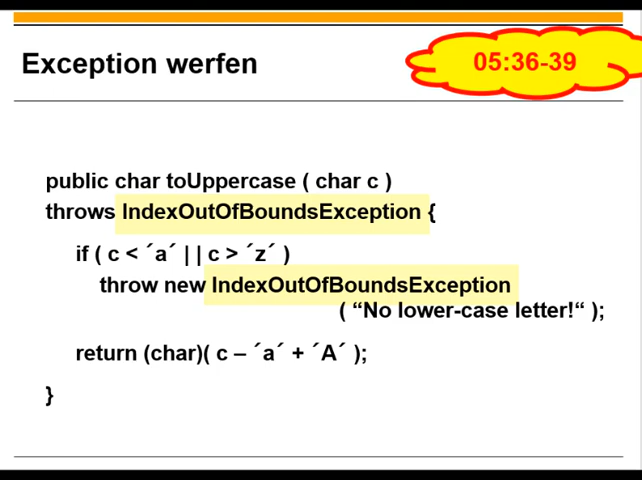 Exception werfen
05:36-39
public char toUppercase ( char c )
throws IndexOutOfBoundsException {
if ( c < ´a´ | | c > ´z´ )
throw new IndexOutOfBoundsException
( “No lower-case letter!“ );
return (char)( c – ´a´ + ´A´ );
}